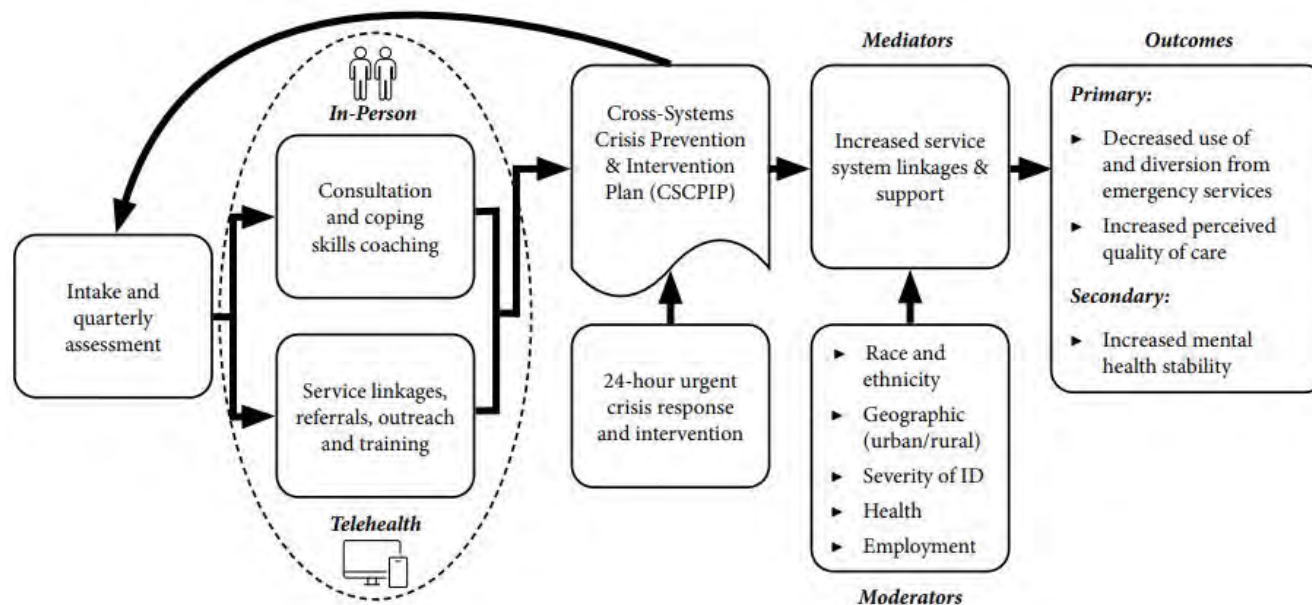 Intake and
quarterly
assessment
In-Person
Consultation
and coping
skills coaching
Service linkages,
referrals, outreach
and training
Telehealth
Cross-Systems
Crisis Prevention
& Intervention
Plan (CSCPIP)
24-hour urgent
crisis response
and intervention
Mediators
Increased service
system linkages &
support
► Race and
ethnicity
► Geographic
(urban/rural)
► Severity of ID
► Health
► Employment
Moderators
Outcomes
Primary:
► Decreased use of
and diversion from
emergency services
► Increased perceived
quality of care
Secondary:
► Increased mental
health stability